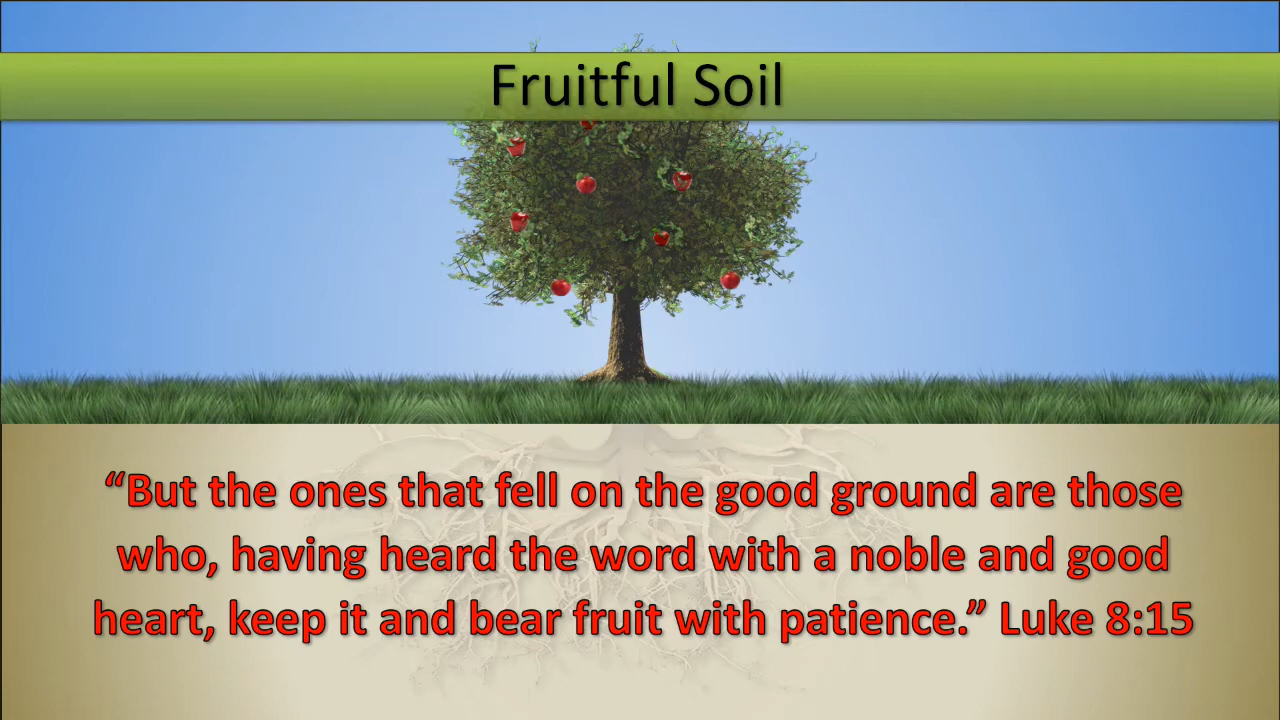 Fruitful Soil
“But the ones that fell on the good ground are those
who, having heard the word with a noble and good
heart, keep it and bear fruit with patience.” Luke 8:15